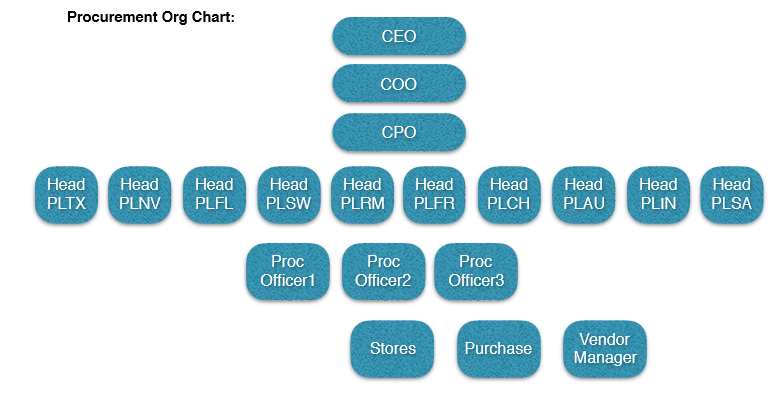 Procurement Org Chart:
CEO
COO
CPO
Head
PLTX
Head
PLNV
Head
PLFL
Head
PLSW
Head
PLRM
Head
PLFR
Head
PLCH
Head
PLAU
Head
PLIN
Head
PLSA
Proc
Officer1
Proc
Officer2
Proc
Officer3
Stores
Purchase
Vendor
Manager